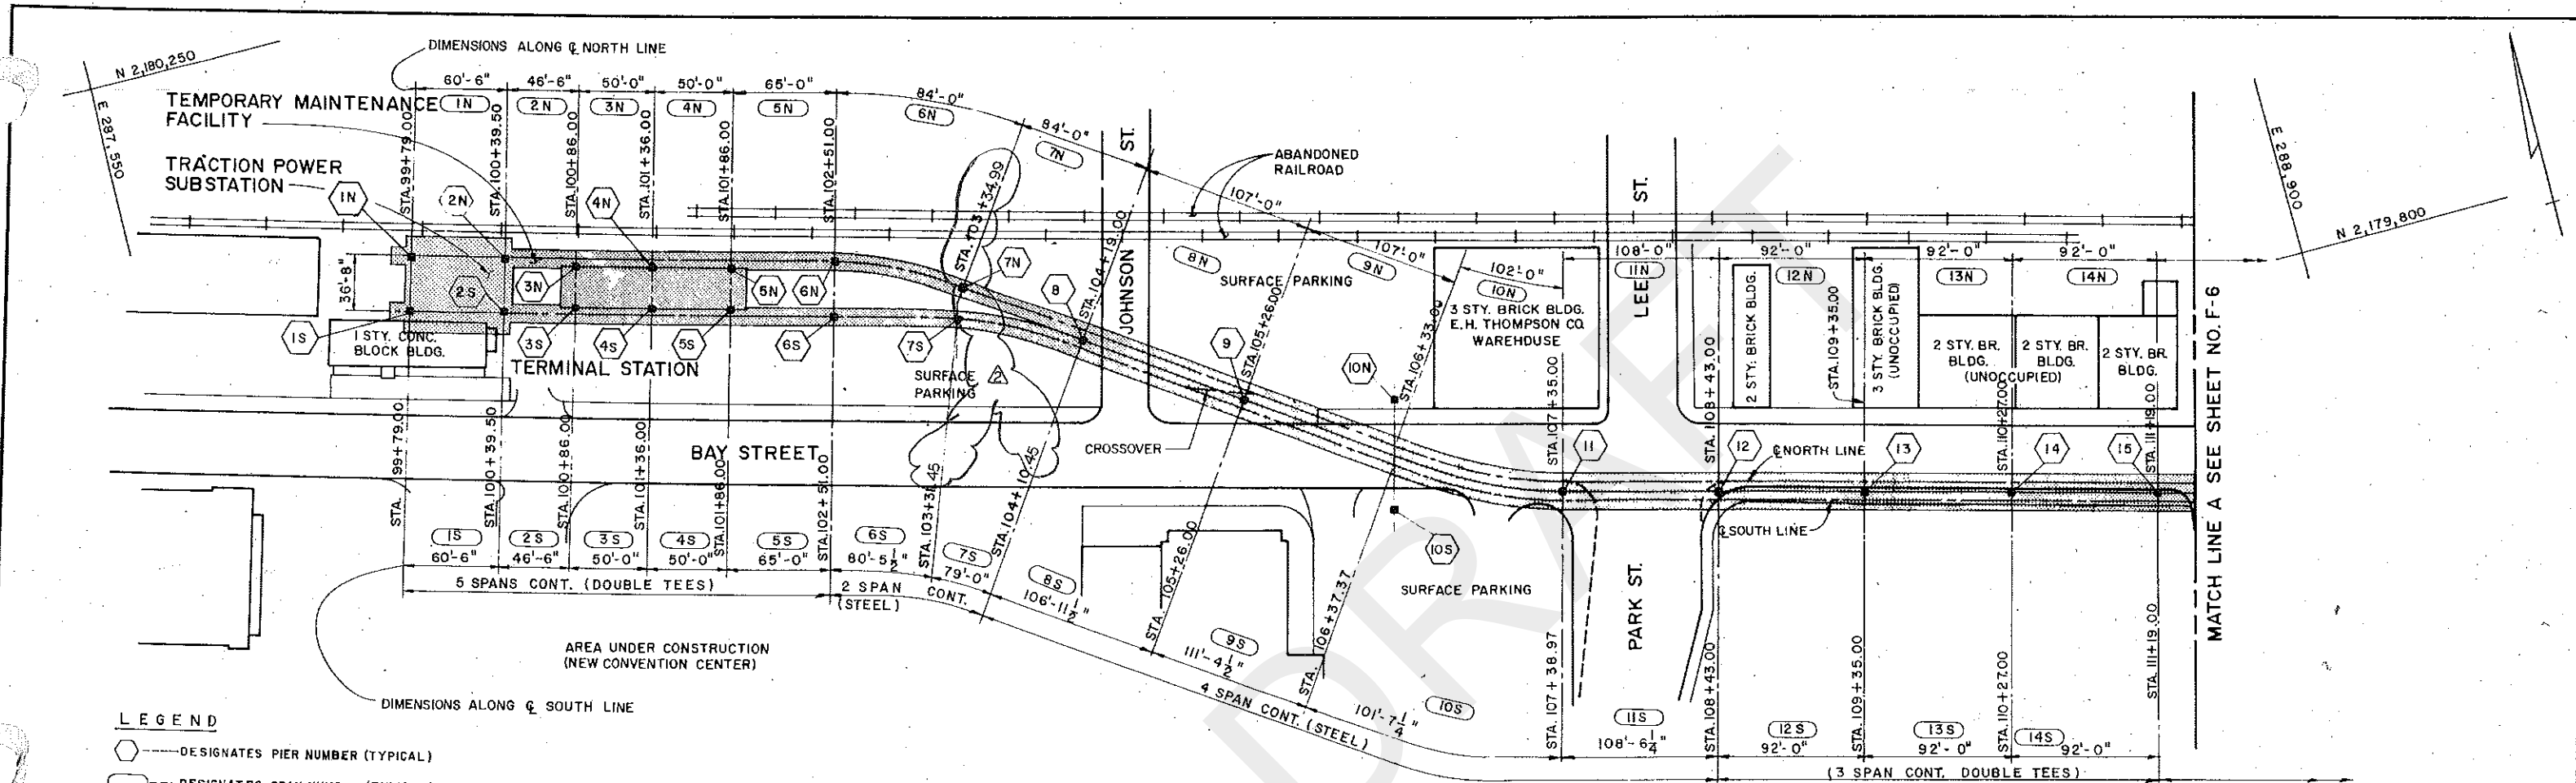 DIMENSIONS ALONG ℄ NORTH LINE
N 2,180,250
E 287,550
60'-6" 46'-6" 50'-0" 50'-0" 65'-0" 84'-0" 84'-0" 107'-0" 107'-0" 102'-0" 108'-0" 92'-0" 92'-0" 92'-0"
1N 2N 3N 4N 5N 6N 7N 8N 9N 10N 11N 12N 13N 14N
TEMPORARY MAINTENANCE
FACILITY
TRACTION POWER
SUBSTATION
STA.99+79.00
STA.100+39.50
STA.100+86.00
STA.101+36.00
STA.101+86.00
STA.102+51.00
STA.103+34.99
STA.104+19.00
STA.105+26.00
STA.106+33.00
STA.107+35.00
STA.108+43.00
STA.109+35.00
STA.110+27.00
STA.111+19.00
JOHNSON ST.
ABANDONED
RAILROAD
LEE ST.
E 288,900
N 2,179,800
1N 2N 4N 3N 5N 6N 7N 8 9 10N
36'-8"
2S
1S 3S 4S 5S 6S 7S
1 STY. CONC.
BLOCK BLDG.
TERMINAL STATION
SURFACE
PARKING
2
SURFACE PARKING
3 STY. BRICK BLDG.
E.H. THOMPSON CO.
WAREHOUSE
2 STY. BRICK BLDG.
3 STY. BRICK BLDG.
(UNOCCUPIED)
2 STY. BR.
BLDG.
2 STY. BR.
BLDG.
(UNOCCUPIED)
2 STY. BR.
BLDG.
MATCH LINE A SEE SHEET NO. F-6
BAY STREET
CROSSOVER
11 12 13 14 15
℄ NORTH LINE
℄ SOUTH LINE
10S
SURFACE PARKING
PARK ST.
STA. 99+79.00
STA.100+39.50
STA.100+86.00
STA.101+36.00
STA.101+86.00
STA.102+51.00
STA.103+31.45
STA.104+10.45
STA. 105+26.00
STA. 106+37.37
STA.107+38.97
STA.108+43.00
STA.109+35.00
STA.110+27.00
STA.111+19.00
1S 2S 3S 4S 5S 6S 7S 8S 9S 10S 11S 12S 13S 14S
60'-6" 46'-6" 50'-0" 50'-0" 65'-0" 80'-5 1/2" 79'-0" 106'-11 1/2" 111'-4 1/2" 101'-7 1/4" 108'-6 1/4" 92'-0" 92'-0" 92'-0"
5 SPANS CONT. (DOUBLE TEES)
2 SPAN CONT.
(STEEL)
4 SPAN CONT. (STEEL)
(3 SPAN CONT. DOUBLE TEES)
AREA UNDER CONSTRUCTION
(NEW CONVENTION CENTER)
DIMENSIONS ALONG ℄ SOUTH LINE
LEGEND
DESIGNATES PIER NUMBER (TYPICAL)
DRAFT